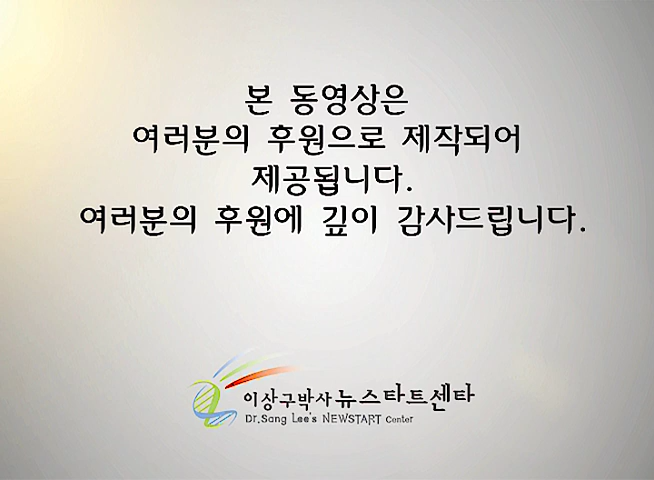 본 동영상은
여러분의 후원으로 제작되어
제공됩니다.
여러분의 후원에 깊이 감사드립니다.
이상구박사 뉴스타트센타
Dr.Sang Lee's NEWSTART Center